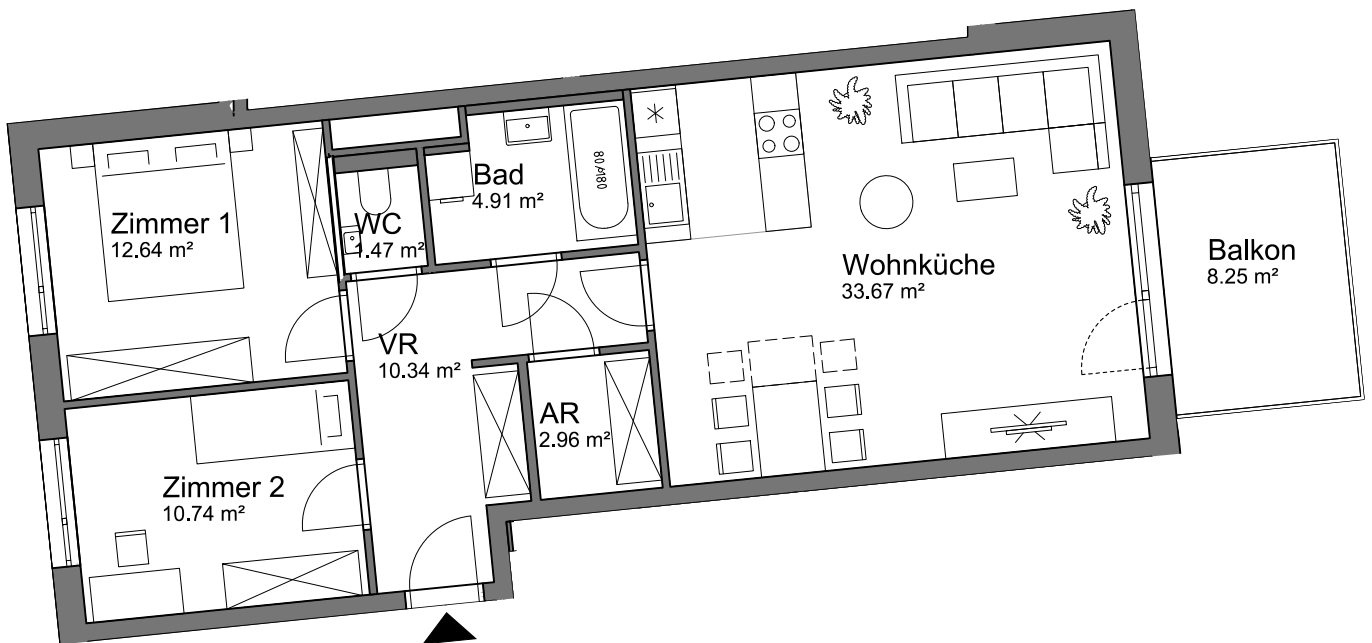 Zimmer 1
12.64 m²
WC
1.47 m²
Bad
4.91 m²
80/180
Wohnküche
33.67 m²
Balkon
8.25 m²
VR
10.34 m²
AR
2.96 m²
Zimmer 2
10.74 m²